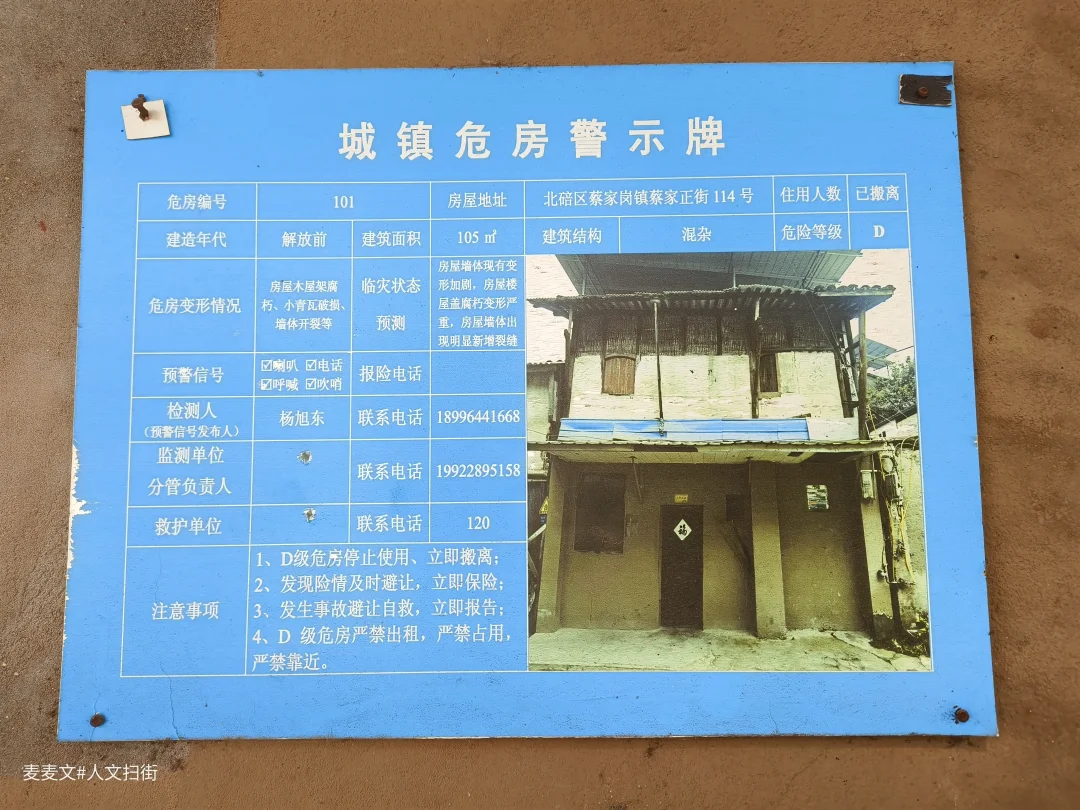 城镇危房警示牌
危房编号 101 房屋地址 北碚区蔡家岗镇蔡家正街 114 号 住用人数 已搬离
建造年代 解放前 建筑面积 105 ㎡ 建筑结构 混杂 危险等级 D
危房变形情况
房屋木屋架腐
朽、小青瓦破损、
墙体开裂等
临灾状态
预测
房屋墙体现有变
形加剧，房屋楼
屋盖腐朽变形严
重，房屋墙体出
现明显新增裂缝
预警信号
☑喇叭 ☑电话
☑呼喊 ☑吹哨
报险电话
检测人
（预警信号发布人）
杨旭东 联系电话 18996441668
监测单位
分管负责人
联系电话 19922895158
救护单位 联系电话 120
注意事项
1、D级危房停止使用、立即搬离；
2、发现险情及时避让，立即保险；
3、发生事故避让自救，立即报告；
4、D 级危房严禁出租，严禁占用，
严禁靠近。
福
麦麦文#人文扫街